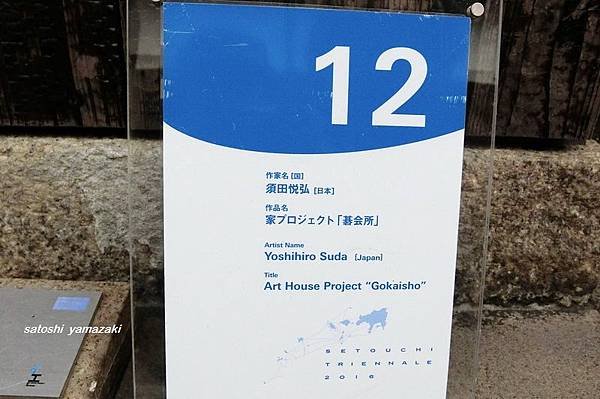 12
作家名 [国]
須田悦弘 [日本]
作品名
家プロジェクト「碁会所」
Artist Name
Yoshihiro Suda [Japan]
Title
Art House Project “Gokaisho”
SETOUCHI
TRIENNALE
2016
satoshi yamazaki